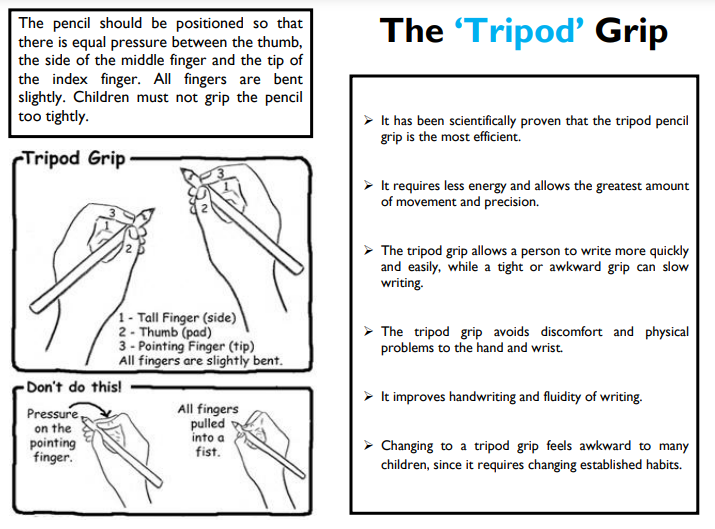 The pencil should be positioned so that
there is equal pressure between the thumb,
the side of the middle finger and the tip of
the index finger. All fingers are bent
slightly. Children must not grip the pencil
too tightly.
Tripod Grip
3
1
2
3
1
2
1 - Tall Finger (side)
2 - Thumb (pad)
3 - Pointing Finger (tip)
All fingers are slightly bent.
Don't do this!
Pressure
on the
pointing
finger.
All fingers
pulled
into a
fist.
The 'Tripod' Grip
➢ It has been scientifically proven that the tripod pencil
grip is the most efficient.
➢ It requires less energy and allows the greatest amount
of movement and precision.
➢ The tripod grip allows a person to write more quickly
and easily, while a tight or awkward grip can slow
writing.
➢ The tripod grip avoids discomfort and physical
problems to the hand and wrist.
➢ It improves handwriting and fluidity of writing.
➢ Changing to a tripod grip feels awkward to many
children, since it requires changing established habits.